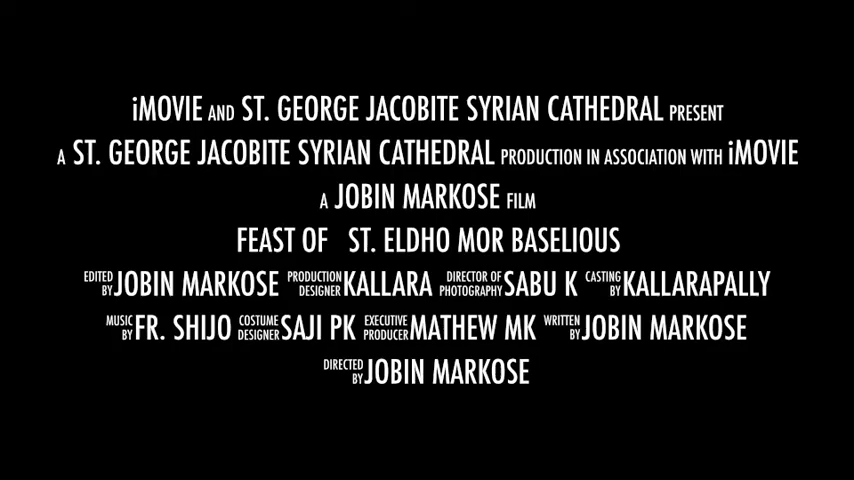 iMOVIE AND ST. GEORGE JACOBITE SYRIAN CATHEDRAL PRESENT
A ST. GEORGE JACOBITE SYRIAN CATHEDRAL PRODUCTION IN ASSOCIATION WITH iMOVIE
A JOBIN MARKOSE FILM
FEAST OF ST. ELDHO MOR BASELIOUS
EDITED BY JOBIN MARKOSE PRODUCTION DESIGNER KALLARA DIRECTOR OF PHOTOGRAPHY SABU K CASTING BY KALLARAPALLY
MUSIC BY FR. SHIJO COSTUME DESIGNER SAJI PK EXECUTIVE PRODUCER MATHEW MK WRITTEN BY JOBIN MARKOSE
DIRECTED BY JOBIN MARKOSE